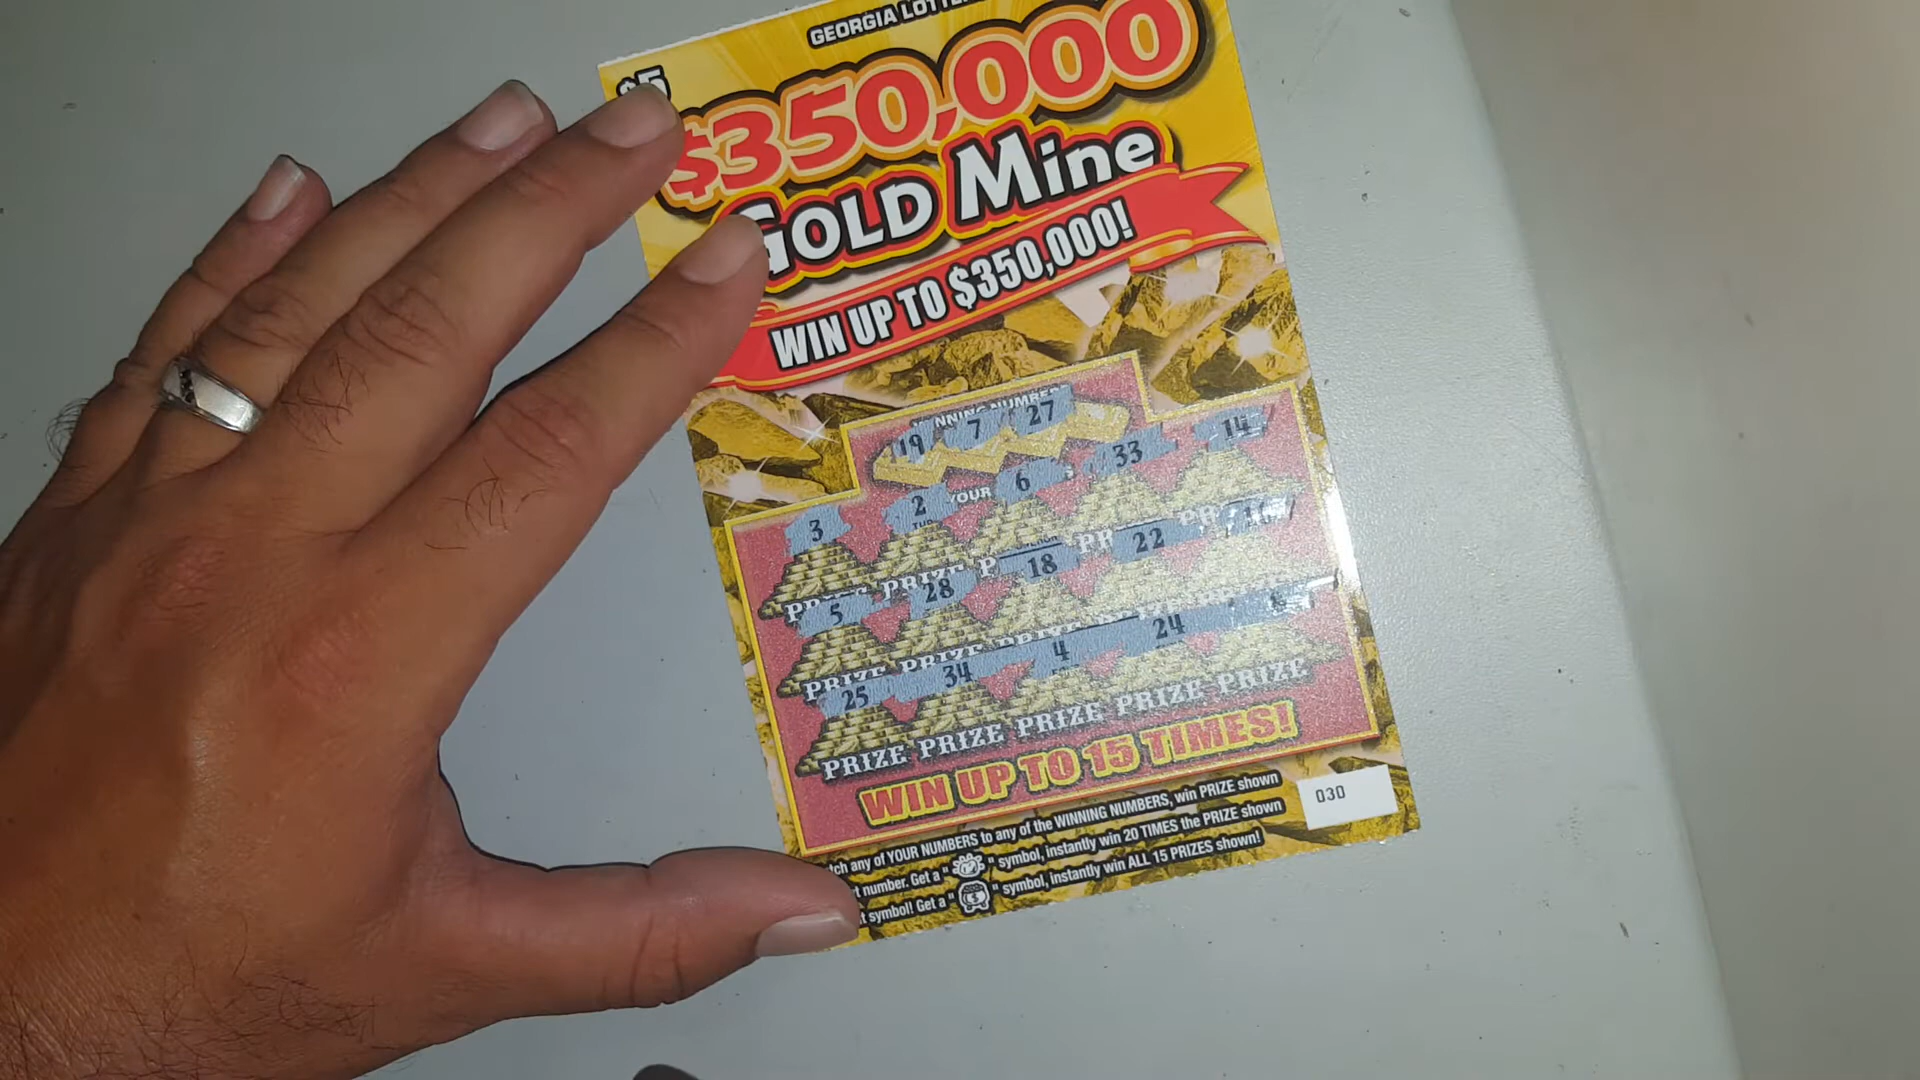 GEORGIA LOTTERY
$5
$350,000
GOLD Mine
WIN UP TO $350,000!
WINNING NUMBERS
19 7 27
YOUR
3 2 6 33 14
PRIZE
5 28 18 22
PRIZE PRIZE
25 34 4 24
PRIZE PRIZE PRIZE PRIZE PRIZE
WIN UP TO 15 TIMES!
any of YOUR NUMBERS to any of the WINNING NUMBERS, win PRIZE shown
number. Get a " " symbol, instantly win 20 TIMES the PRIZE shown
symbol! Get a " " symbol, instantly win ALL 15 PRIZES shown!
030